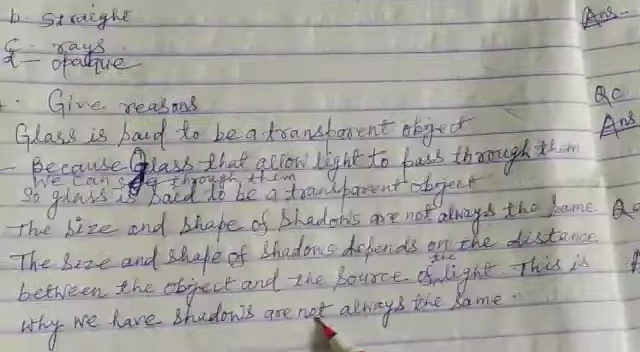 b Straight
Ans..
c. rays
d - opaque
Give reasons
Qc
Glass is said to be a transparent object
Ans
- Because Glass that allow light to pass through them
We can see through them
So glass is said to be a transparent object
The size and shape of shadows are not always the same
The size and shape of shadows depends on the distance
between the object and the source of the light. This is
why we have shadows are not always the same.